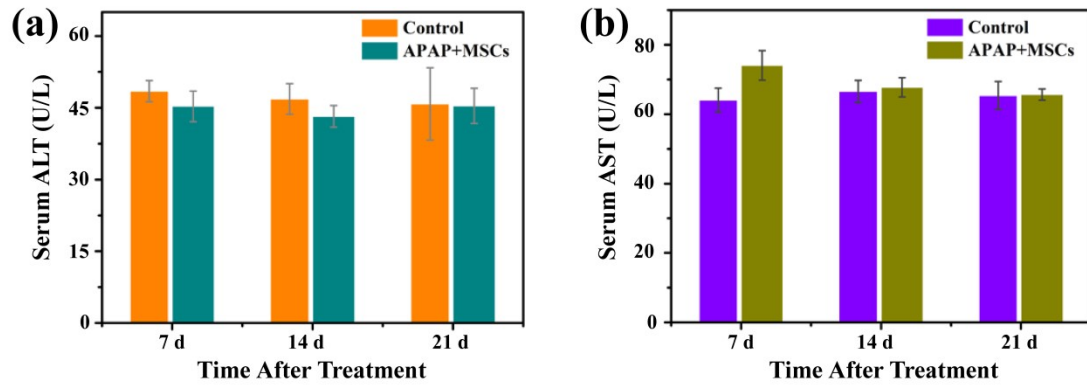 (a)
Serum ALT (U/L)
60
45
30
15
0
Control
APAP+MSCs
7 d
14 d
21 d
Time After Treatment
(b)
Serum AST (U/L)
80
60
40
20
0
Control
APAP+MSCs
7 d
14 d
21 d
Time After Treatment